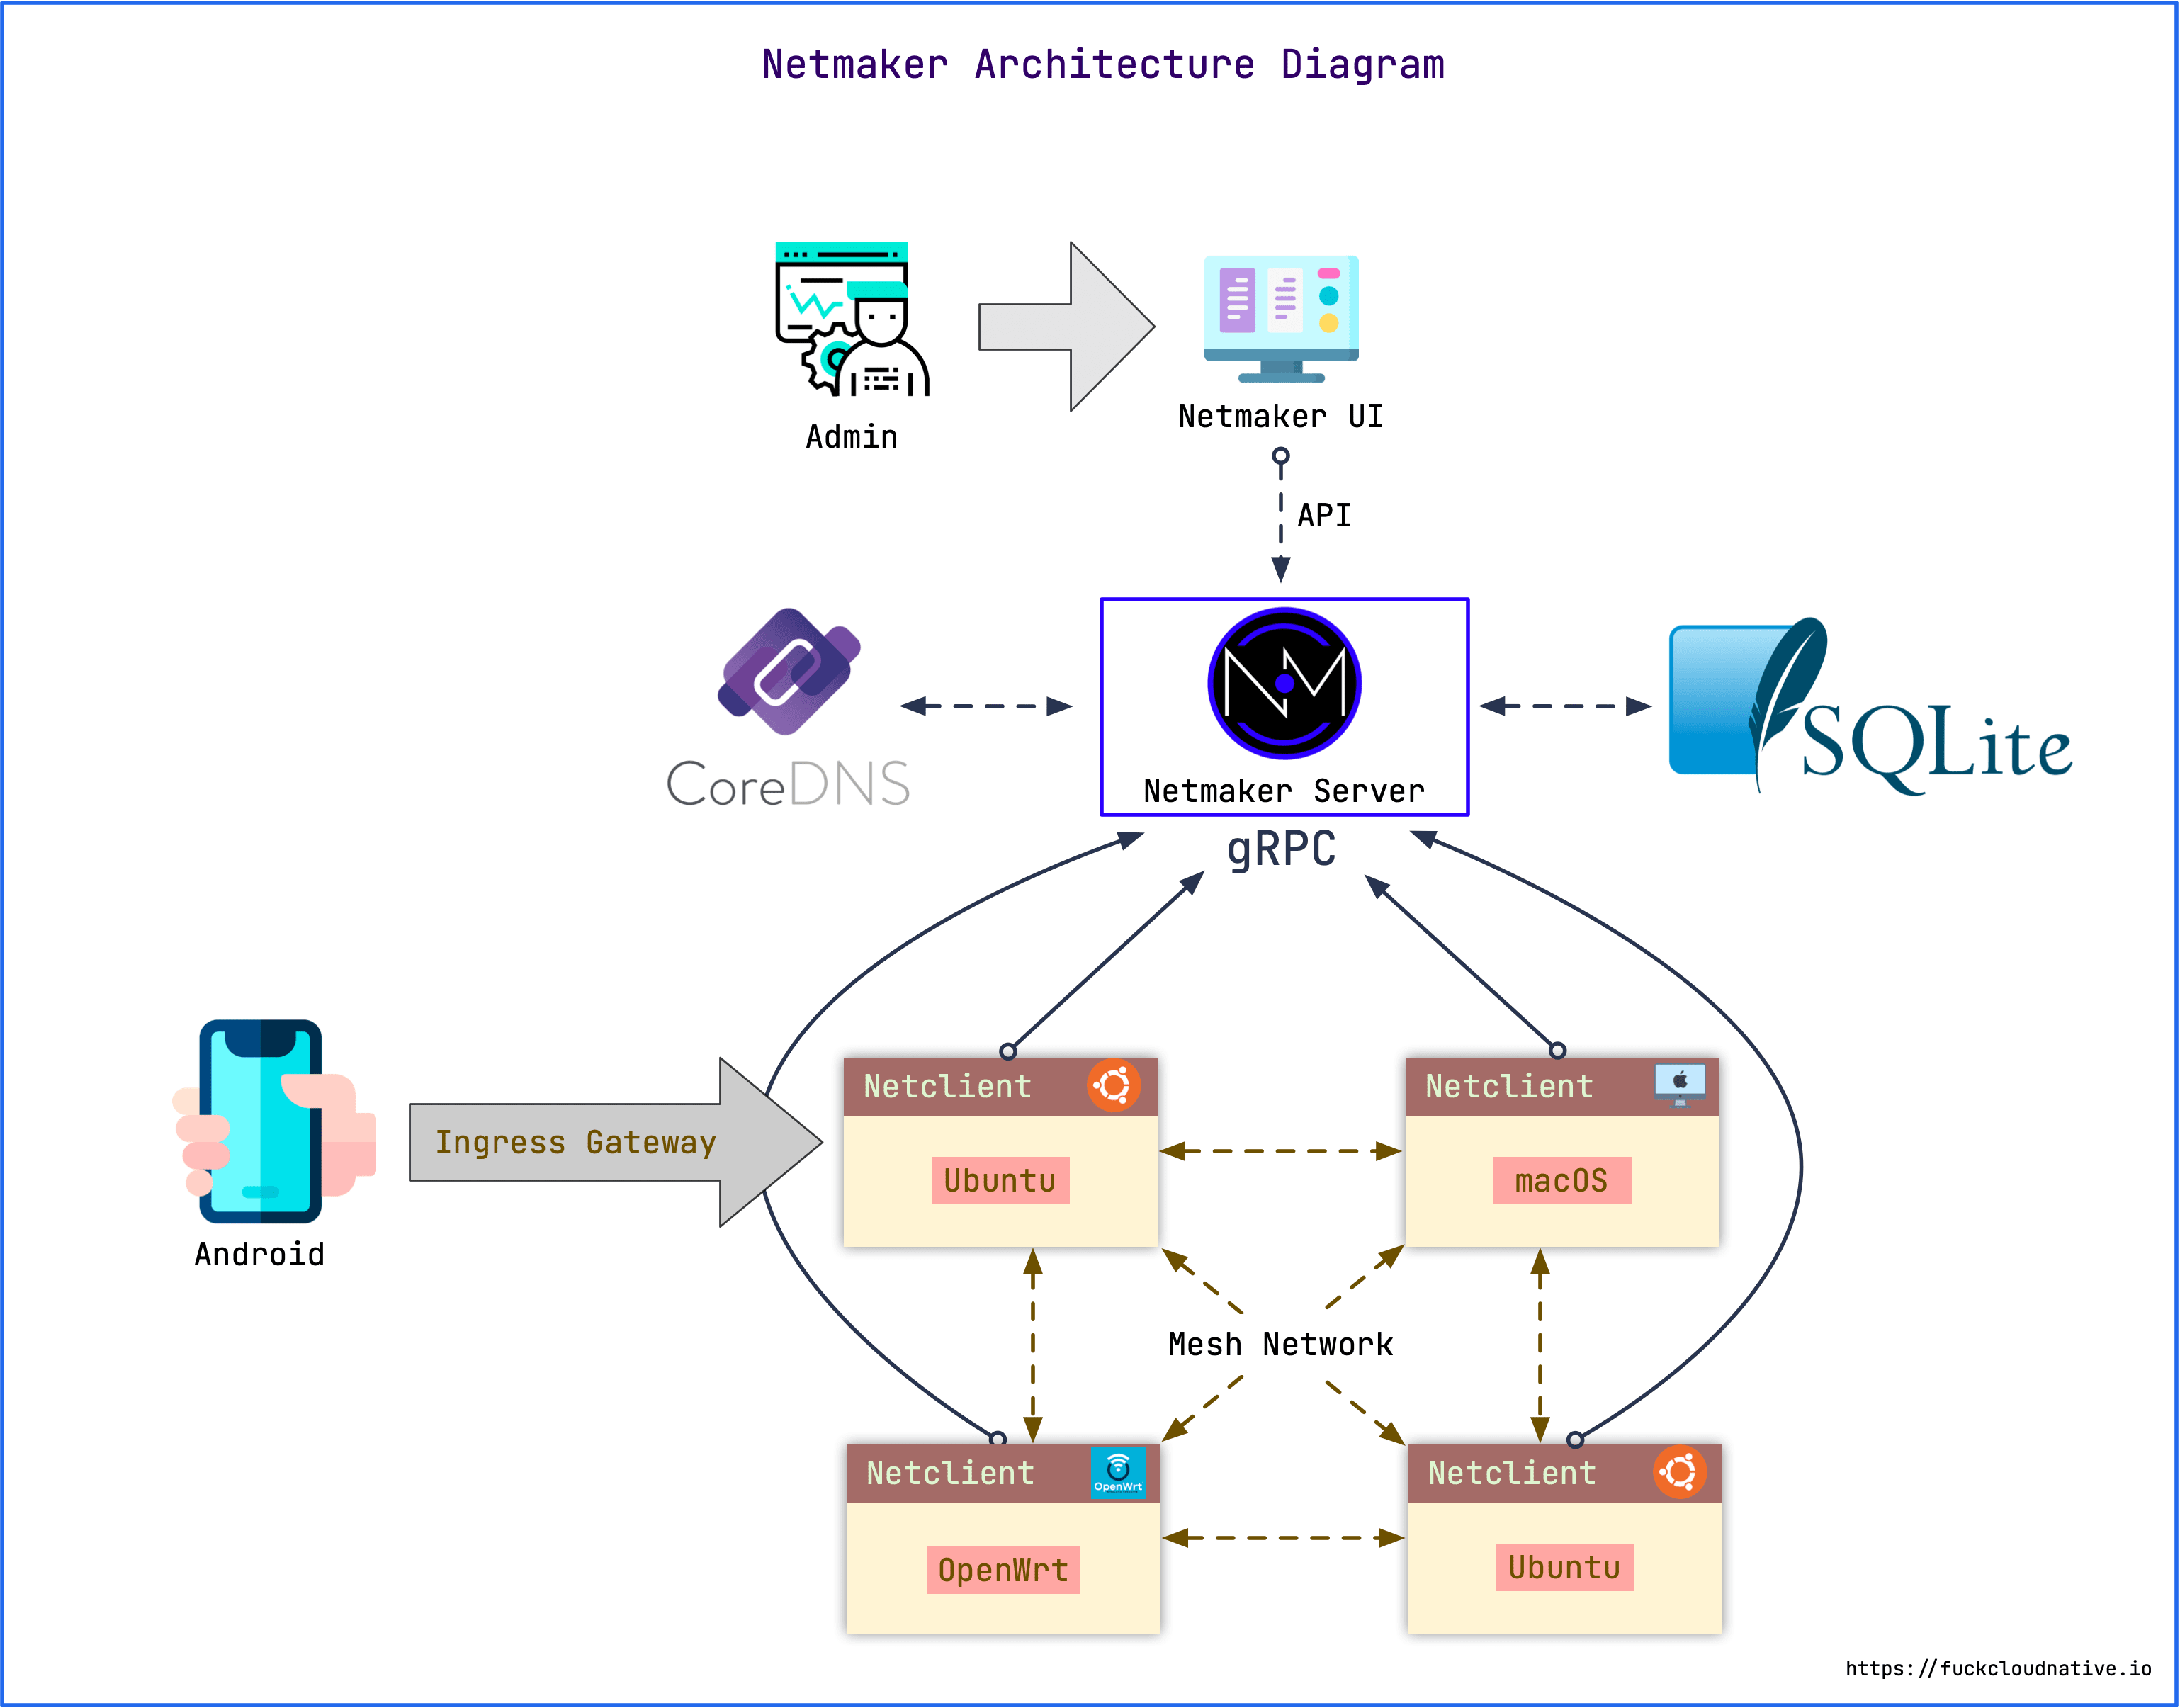 Netmaker Architecture Diagram
Admin
Netmaker UI
API
CoreDNS
NM
Netmaker Server
SQLite
gRPC
Netclient
Netclient
Ingress Gateway
Ubuntu
macOS
Android
Mesh Network
Netclient
OpenWrt
Netclient
OpenWrt
Ubuntu
https://fuckcloudnative.io